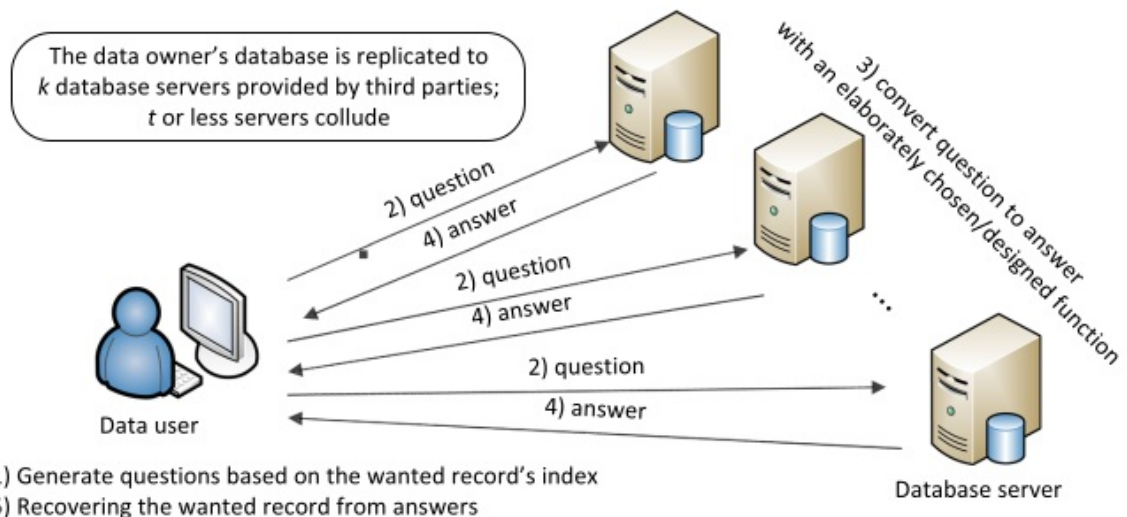 The data owner's database is replicated to
k database servers provided by third parties;
t or less servers collude
3) convert question to answer
with an elaborately chosen/designed function
2) question
4) answer
2) question
4) answer
...
2) question
4) answer
Data user
Database server
) Generate questions based on the wanted record's index
) Recovering the wanted record from answers